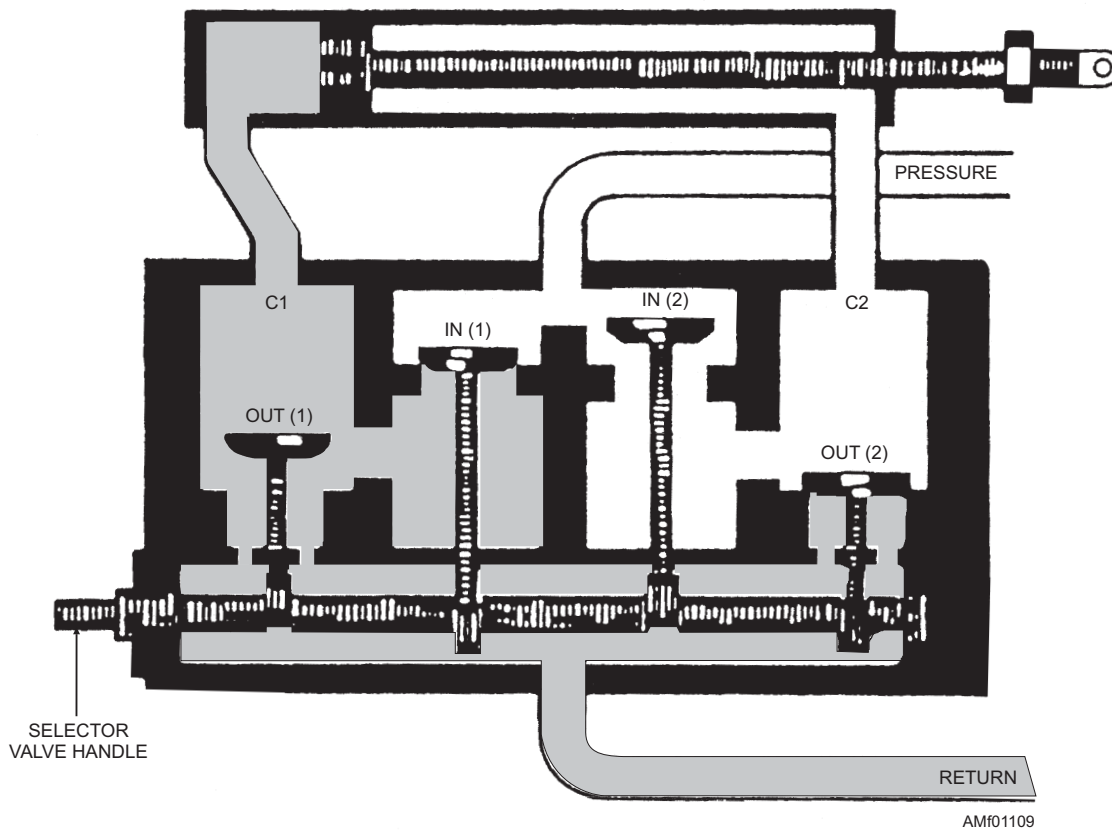 PRESSURE
C1
IN (1)
IN (2)
C2
OUT (1)
OUT (2)
SELECTOR
VALVE HANDLE
RETURN
AMf01109